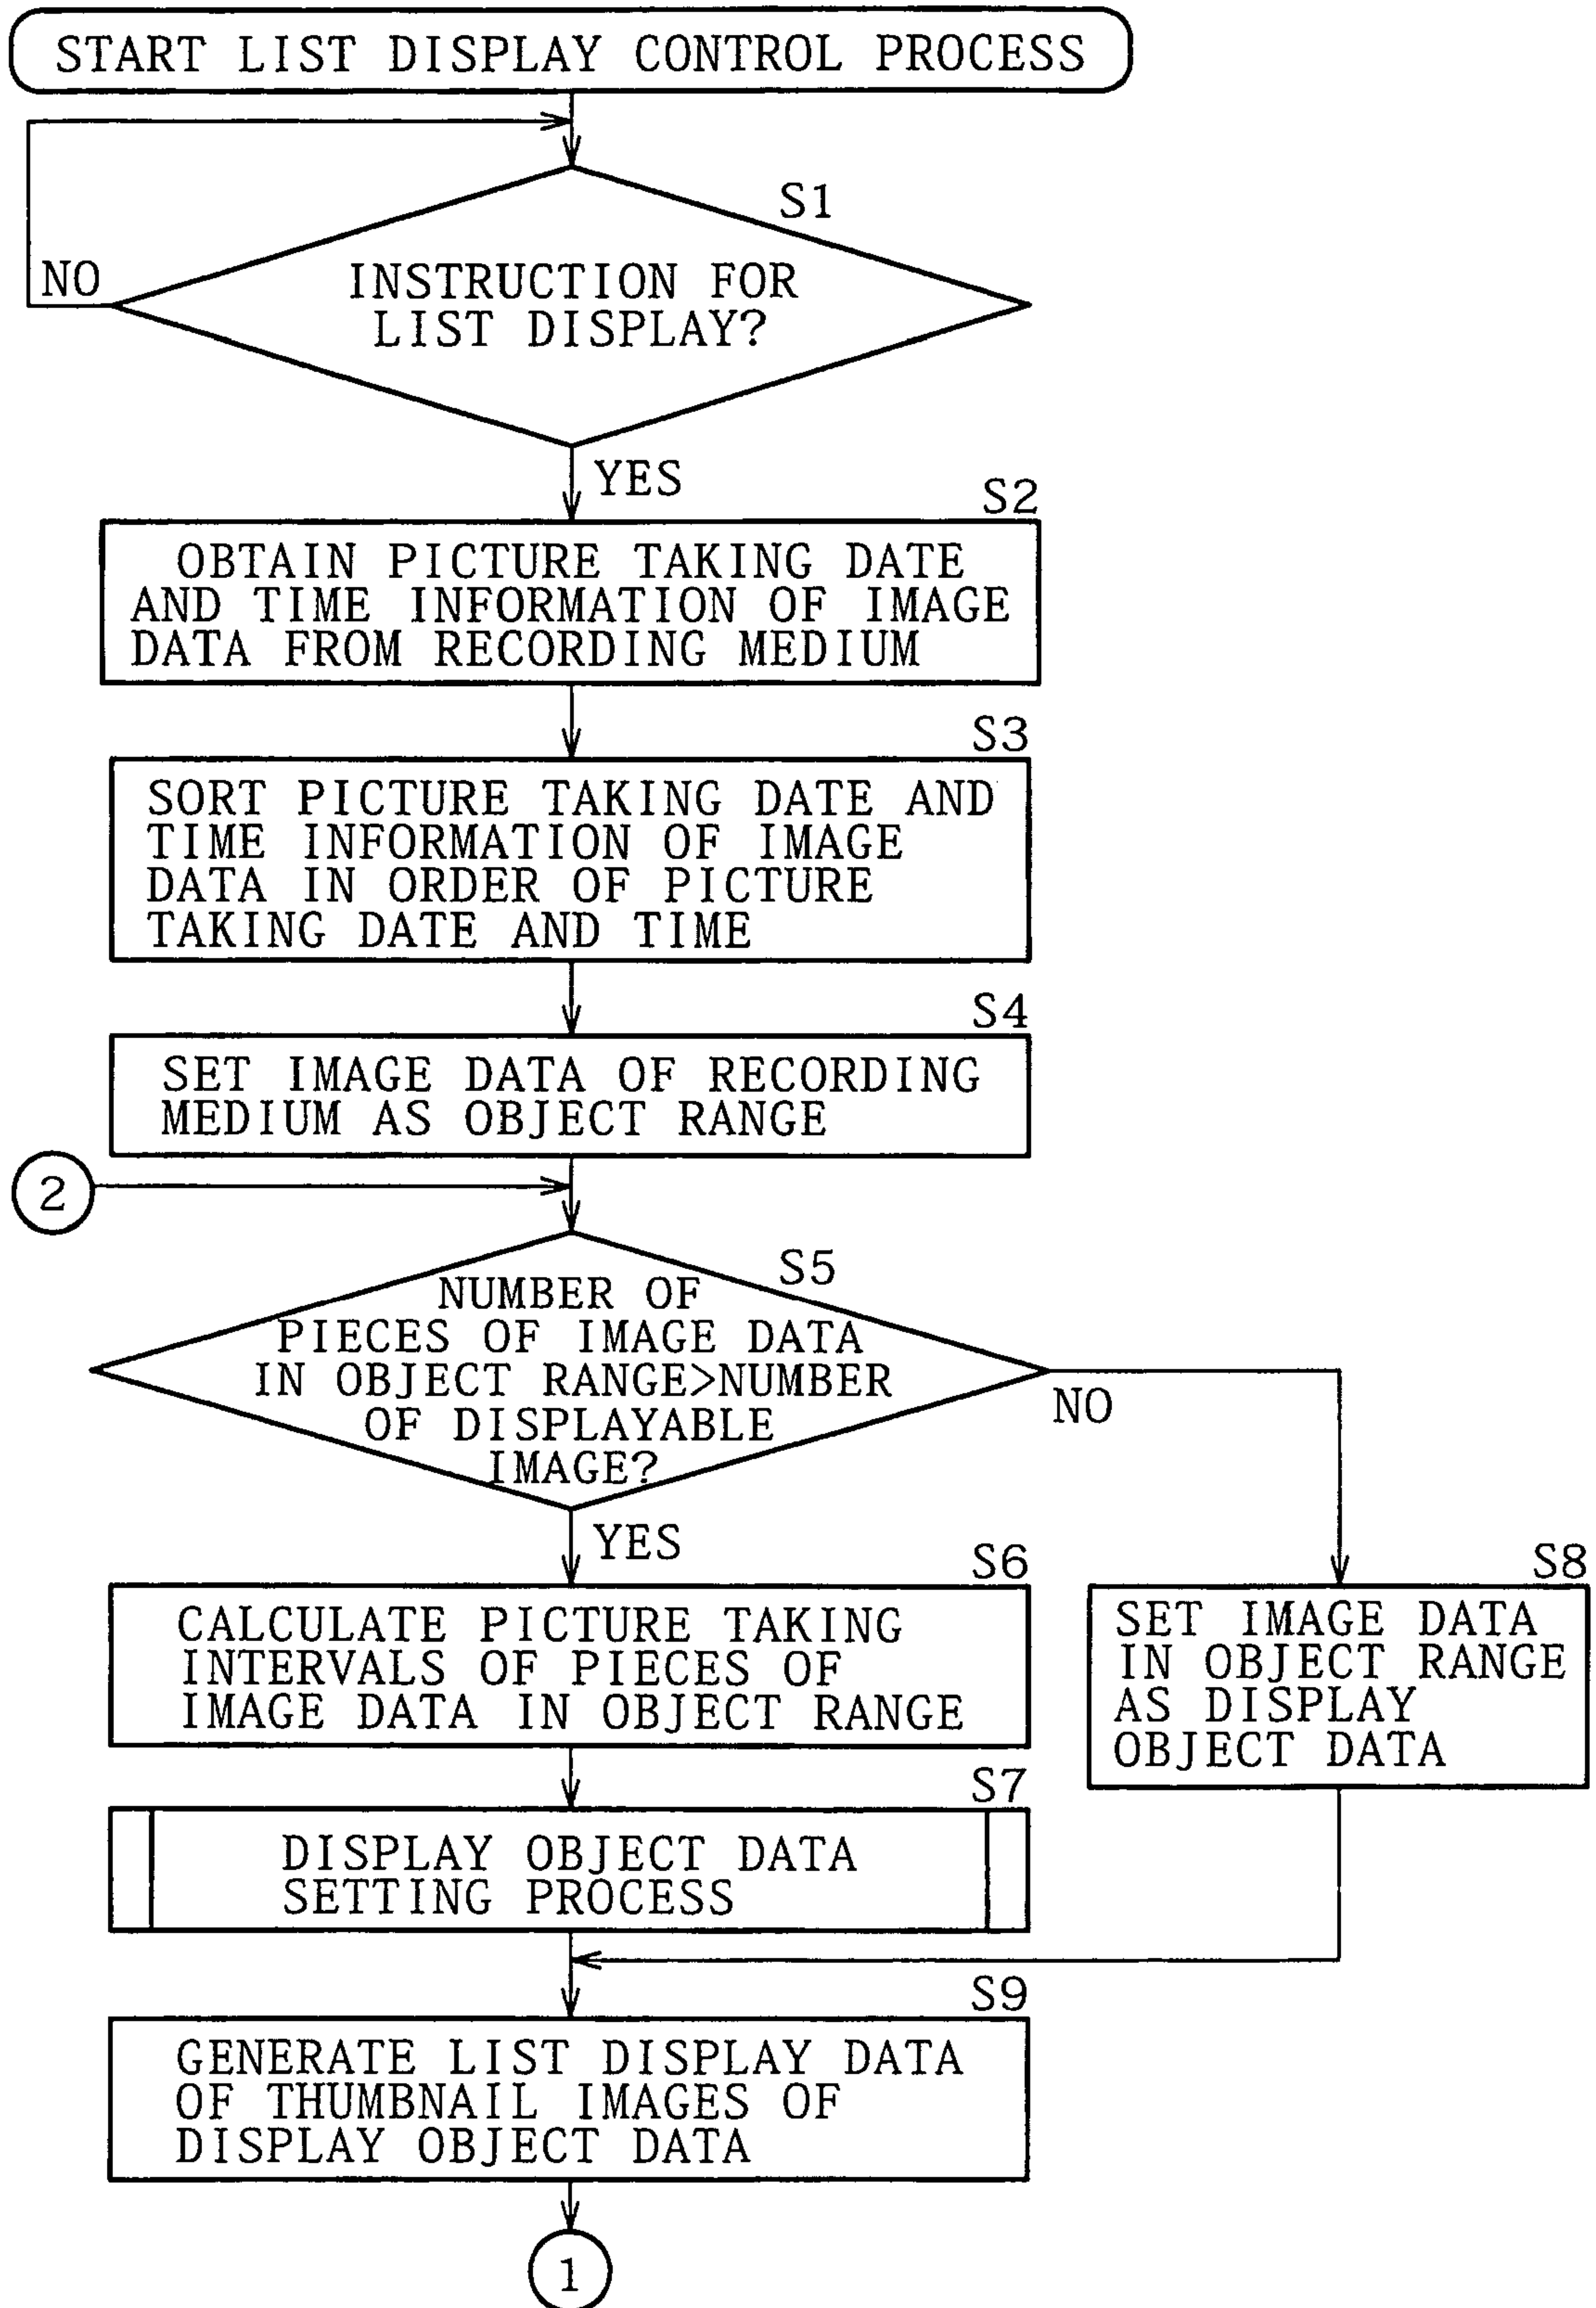 START LIST DISPLAY CONTROL PROCESS
S1
INSTRUCTION FOR
LIST DISPLAY?
NO
YES
S2
OBTAIN PICTURE TAKING DATE
AND TIME INFORMATION OF IMAGE
DATA FROM RECORDING MEDIUM
S3
SORT PICTURE TAKING DATE AND
TIME INFORMATION OF IMAGE
DATA IN ORDER OF PICTURE
TAKING DATE AND TIME
S4
SET IMAGE DATA OF RECORDING
MEDIUM AS OBJECT RANGE
2
S5
NUMBER OF
PIECES OF IMAGE DATA
IN OBJECT RANGE>NUMBER
OF DISPLAYABLE
IMAGE?
NO
YES
S6
CALCULATE PICTURE TAKING
INTERVALS OF PIECES OF
IMAGE DATA IN OBJECT RANGE
S8
SET IMAGE DATA
IN OBJECT RANGE
AS DISPLAY
OBJECT DATA
S7
DISPLAY OBJECT DATA
SETTING PROCESS
S9
GENERATE LIST DISPLAY DATA
OF THUMBNAIL IMAGES OF
DISPLAY OBJECT DATA
1